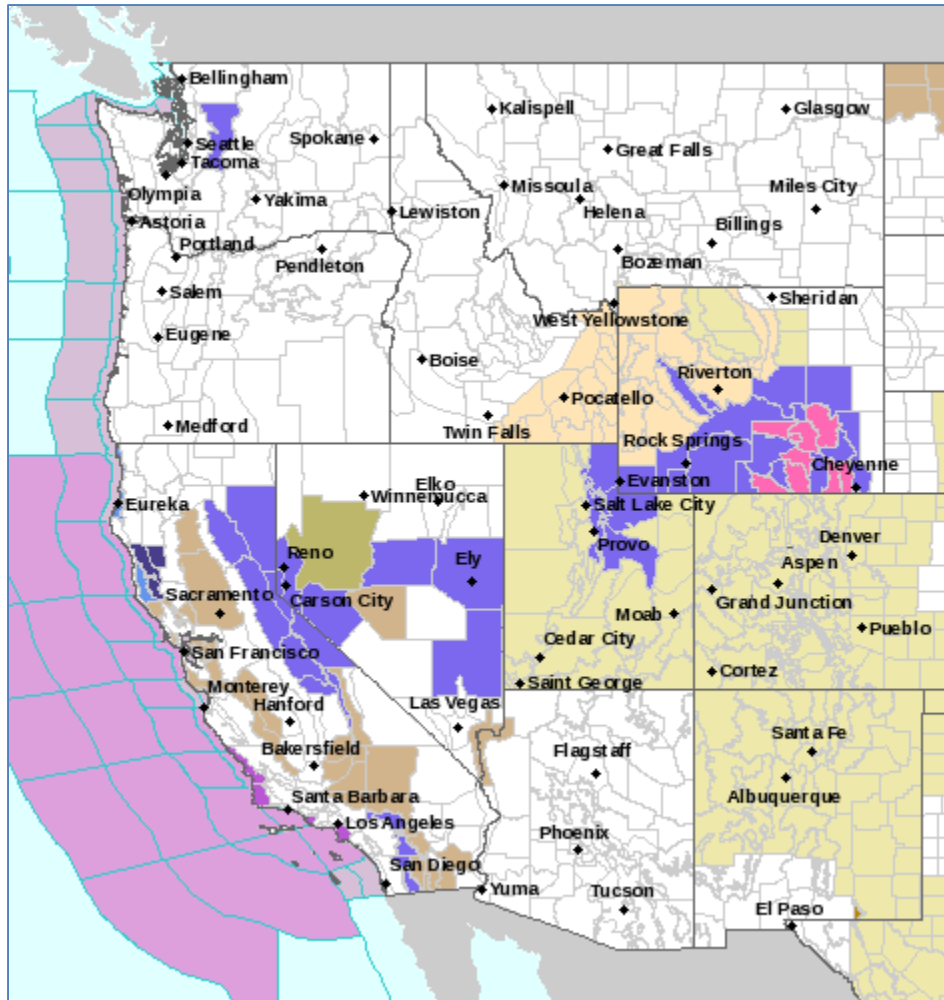 Bellingham
Kalispell
Glasgow
Spokane
Seattle
Great Falls
Tacoma
Missoula
Miles City
Olympia
Yakima
Helena
Lewiston
Astoria
Billings
Portland
Bozeman
Pendleton
Salem
Sheridan
West Yellowstone
Eugene
Boise
Riverton
Pocatello
Medford
Twin Falls
Rock Springs
Cheyenne
Elko
Evanston
Winnemucca
Eureka
Salt Lake City
Reno
Provo
Denver
Ely
Aspen
Sacramento
Carson City
Grand Junction
Moab
Pueblo
Cedar City
San Francisco
Cortez
Saint George
Monterey
Las Vegas
Hanford
Santa Fe
Bakersfield
Flagstaff
Albuquerque
Santa Barbara
Los Angeles
Phoenix
San Diego
Yuma
Tucson
El Paso